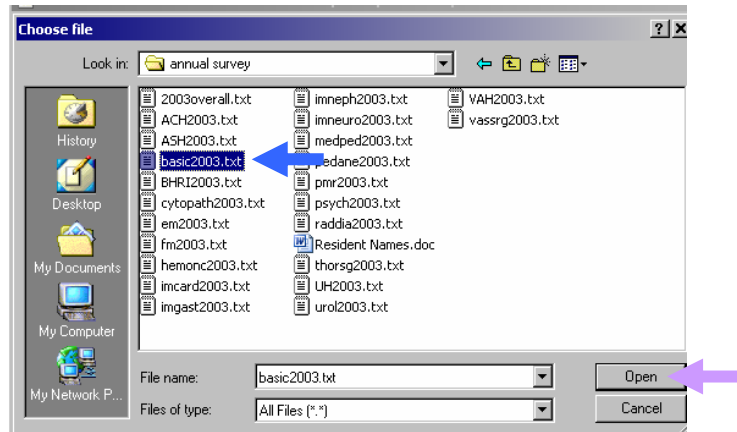 Choose file
Look in: annual survey
History
Desktop
My Documents
My Computer
My Network P...
2003overall.txt
ACH2003.txt
ASH2003.txt
basic2003.txt
BHRI2003.txt
cytopath2003.txt
em2003.txt
fm2003.txt
hemonc2003.txt
imcard2003.txt
imgast2003.txt
imneph2003.txt
imneuro2003.txt
medped2003.txt
pedane2003.txt
pmr2003.txt
psych2003.txt
raddia2003.txt
Resident Names.doc
thorsg2003.txt
UH2003.txt
urol2003.txt
VAH2003.txt
vassrg2003.txt
File name: basic2003.txt Open
Files of type: All Files (*.*) Cancel